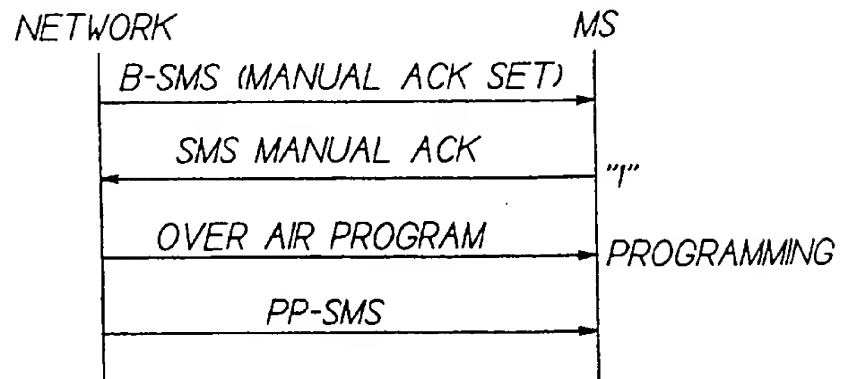 NETWORK MS
B-SMS (MANUAL ACK SET)
SMS MANUAL ACK
"1"
OVER AIR PROGRAM
PROGRAMMING
PP-SMS